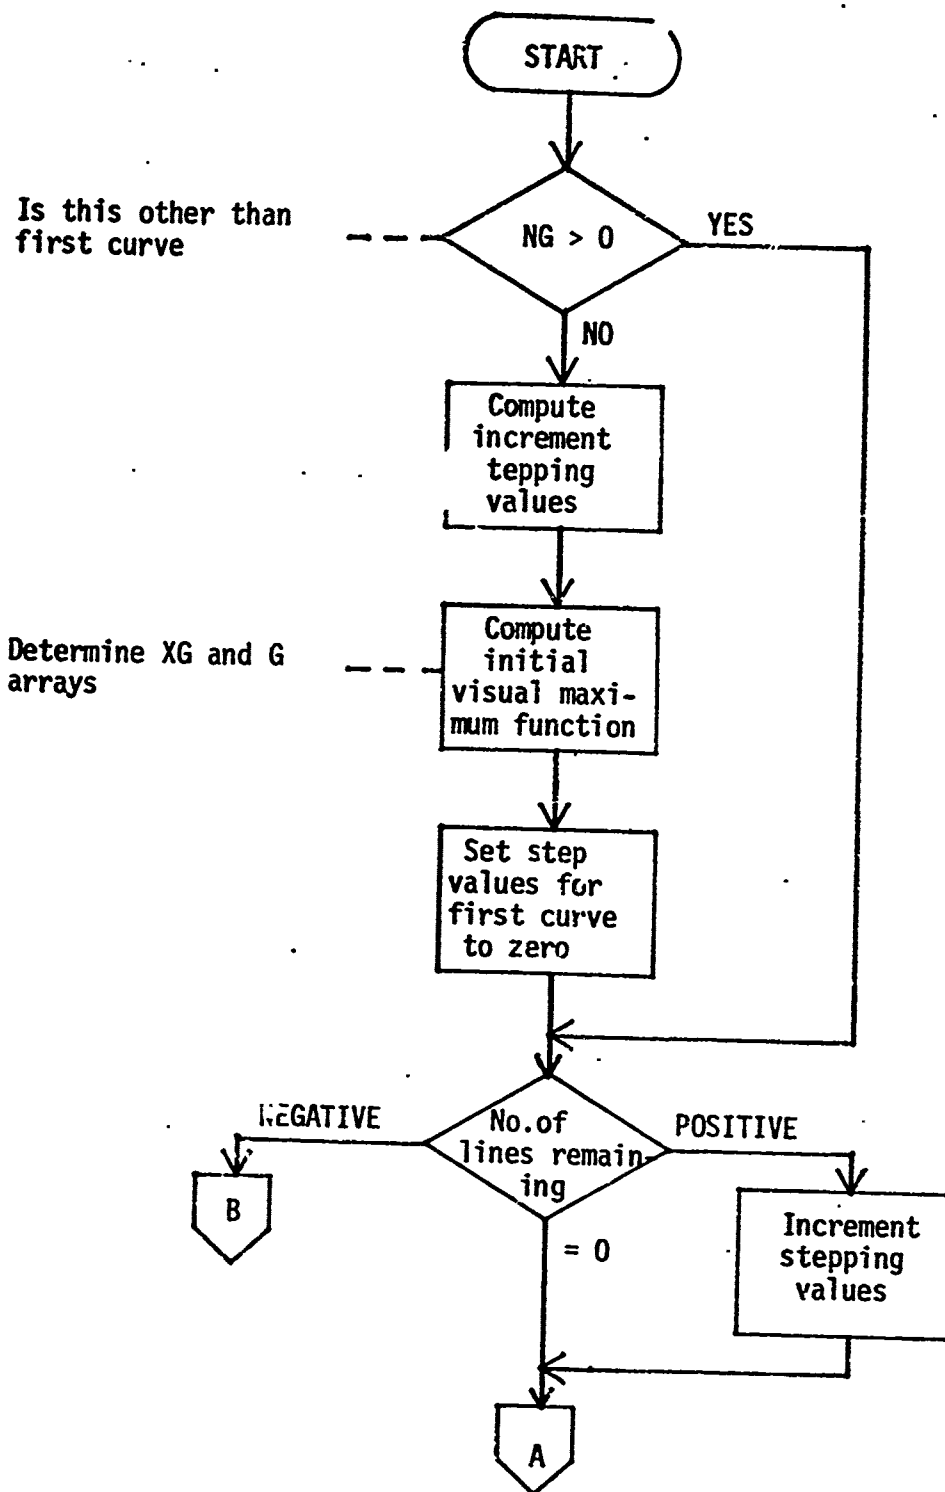 START
Is this other than
first curve
NG > 0
YES
NO
Compute
increment
tepping
values
Determine XG and G
arrays
Compute
initial
visual maxi-
mum function
Set step
values for
first curve
to zero
NEGATIVE
No.of
lines remain-
ing
POSITIVE
B
= 0
Increment
stepping
values
A